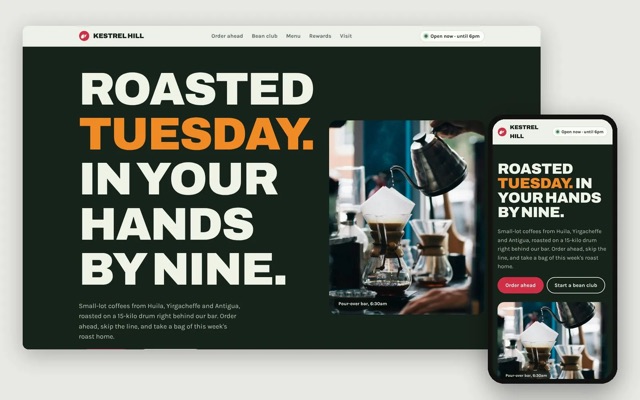 KESTREL HILL
Order ahead Bean club Menu Rewards Visit
Open now · until 6pm
ROASTED
TUESDAY.
IN YOUR
HANDS
BY NINE.
Small-lot coffees from Huila, Yirgacheffe and Antigua,
roasted on a 15-kilo drum right behind our bar. Order
ahead, skip the line, and take a bag of this week's
roast home.
Pour-over bar, 6:30am
KESTREL
HILL
Open now · until 6pm
ROASTED
TUESDAY. IN
YOUR HANDS
BY NINE.
Small-lot coffees from Huila, Yirgacheffe
and Antigua, roasted on a 15-kilo drum
right behind our bar. Order ahead, skip the
line, and take a bag of this week's roast
home.
Order ahead
Start a bean club
Pour-over bar, 6:30am